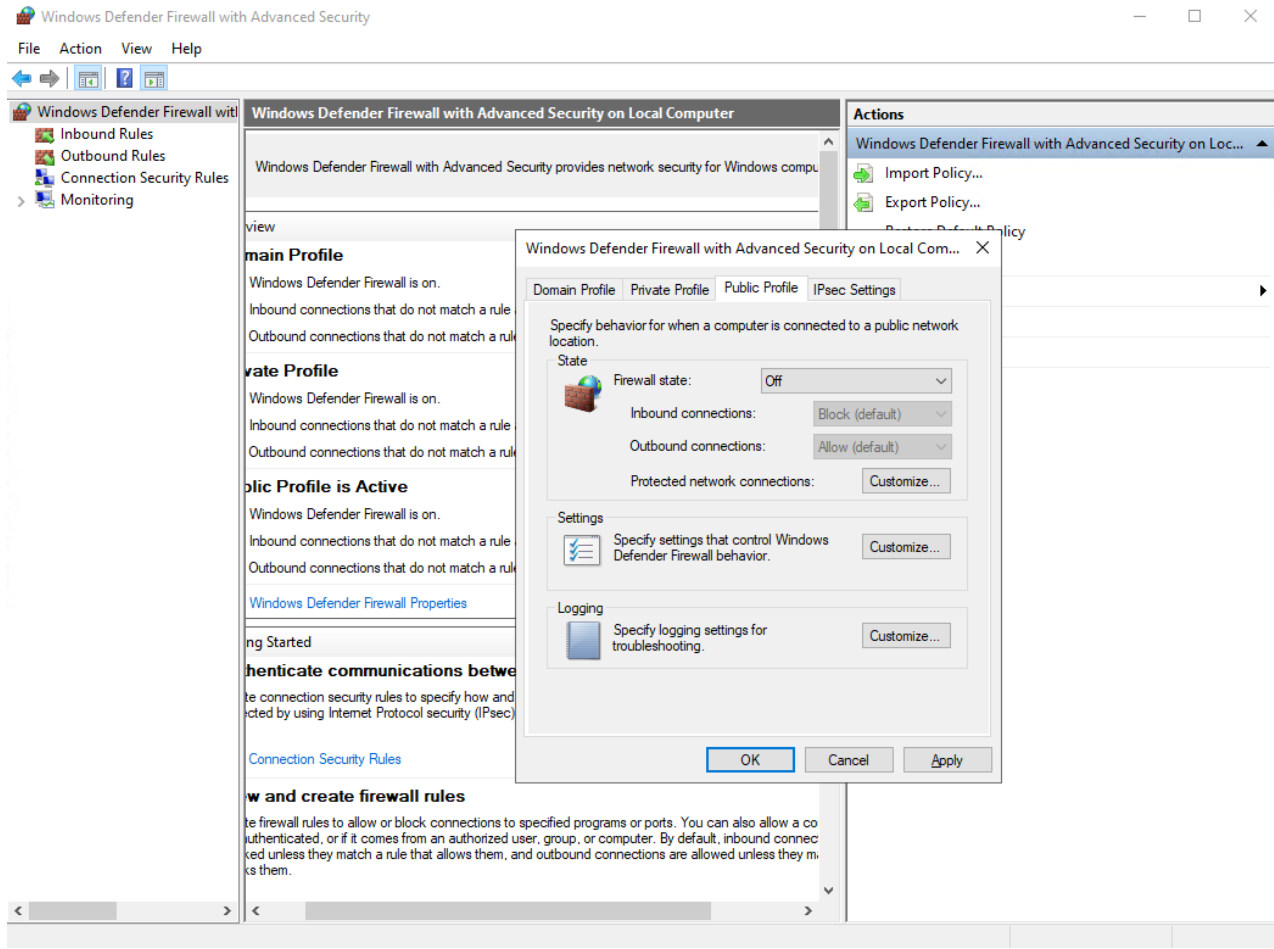 Windows Defender Firewall with Advanced Security
File Action View Help
Windows Defender Firewall with
Inbound Rules
Outbound Rules
Connection Security Rules
Monitoring
Windows Defender Firewall with Advanced Security on Local Computer
Windows Defender Firewall with Advanced Security provides network security for Windows compu
view
main Profile
Windows Defender Firewall is on.
Inbound connections that do not match a rule
Outbound connections that do not match a rule
vate Profile
Windows Defender Firewall is on.
Inbound connections that do not match a rule
Outbound connections that do not match a rule
blic Profile is Active
Windows Defender Firewall is on.
Inbound connections that do not match a rule
Outbound connections that do not match a rule
Windows Defender Firewall Properties
ng Started
thenticate communications betwe
te connection security rules to specify how and
cted by using Internet Protocol security (IPsec)
Connection Security Rules
w and create firewall rules
te firewall rules to allow or block connections to specified programs or ports. You can also allow a co
uthenticated, or if it comes from an authorized user, group, or computer. By default, inbound connec
ked unless they match a rule that allows them, and outbound connections are allowed unless they m
ks them.
Actions
Windows Defender Firewall with Advanced Security on Loc...
Import Policy...
Export Policy...
Restore Default Policy
Windows Defender Firewall with Advanced Security on Local Com...
Domain Profile Private Profile Public Profile IPsec Settings
Specify behavior for when a computer is connected to a public network
location.
State
Firewall state: Off
Inbound connections: Block (default)
Outbound connections: Allow (default)
Protected network connections: Customize...
Settings
Specify settings that control Windows
Defender Firewall behavior.
Customize...
Logging
Specify logging settings for
troubleshooting.
Customize...
OK Cancel Apply